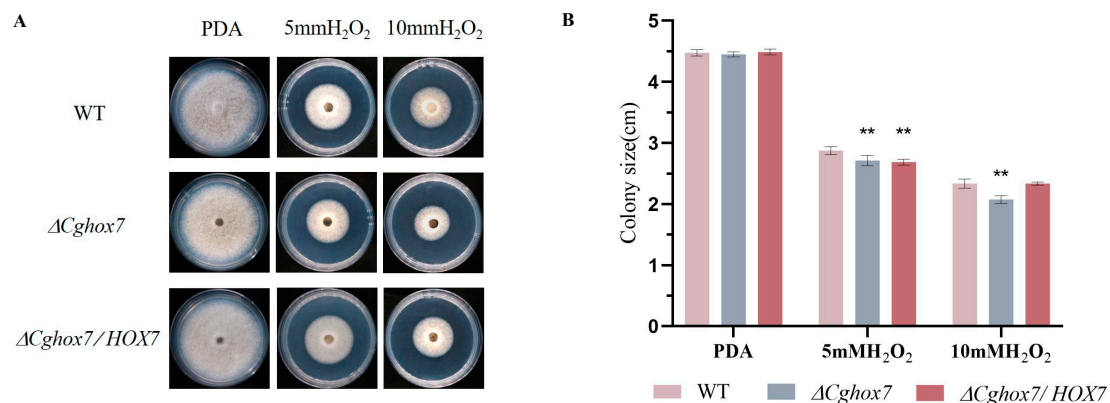 A
PDA 5mmH₂O₂ 10mmH₂O₂
WT
ΔCghox7
ΔCghox7/HOX7
B
Colony size(cm)
5
4
3
2
1
0
** **
**
PDA 5mMH₂O₂ 10mMH₂O₂
WT ΔCghox7 ΔCghox7/ HOX7